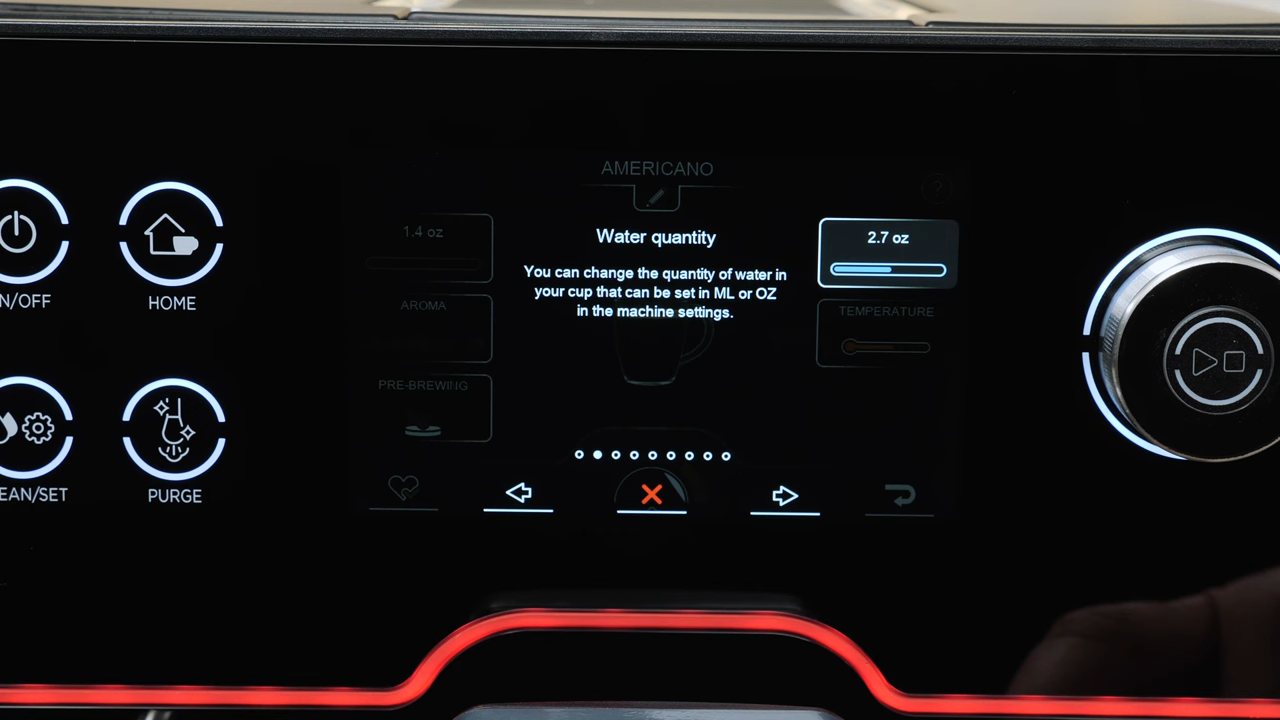 AMERICANO
?
1.4 oz
Water quantity
2.7 oz
You can change the quantity of water in
your cup that can be set in ML or OZ
in the machine settings.
N/OFF
HOME
AROMA
TEMPERATURE
PRE-BREWING
EAN/SET
PURGE